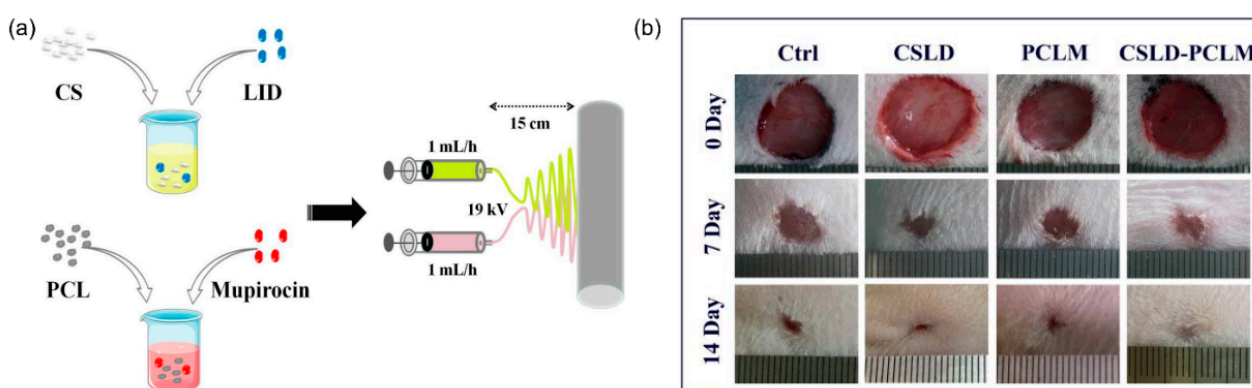 (a)
CS
LID
PCL
Mupirocin
15 cm
1 mL/h
19 kV
1 mL/h
(b)
Ctrl
CSLD
PCLM
CSLD-PCLM
0 Day
7 Day
14 Day